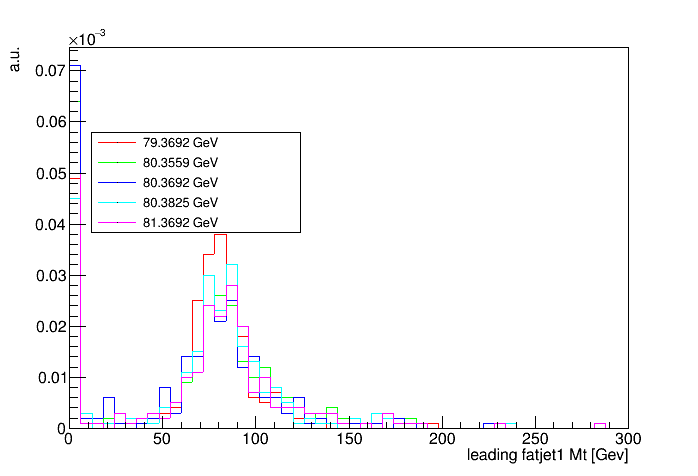 ×10⁻³
a.u.
0.07
0.06
79.3692 GeV
80.3559 GeV
0.05
80.3692 GeV
80.3825 GeV
81.3692 GeV
0.04
0.03
0.02
0.01
0
0 50 100 150 200 250 300
leading fatjet1 Mt [Gev]